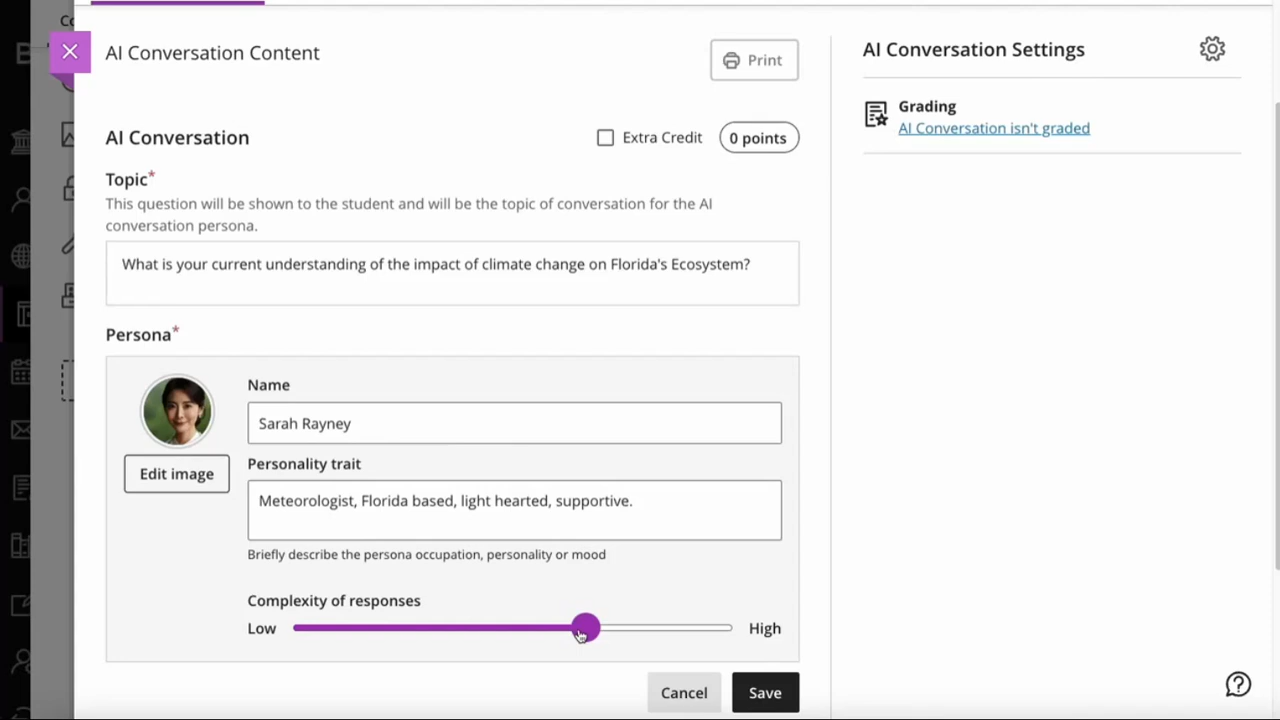 Co
AI Conversation Content
Print
AI Conversation Settings
Grading
AI Conversation isn't graded
AI Conversation
Extra Credit
0 points
Topic*
This question will be shown to the student and will be the topic of conversation for the AI
conversation persona.
What is your current understanding of the impact of climate change on Florida's Ecosystem?
Persona*
Name
Sarah Rayney
Edit image
Personality trait
Meteorologist, Florida based, light hearted, supportive.
Briefly describe the persona occupation, personality or mood
Complexity of responses
Low
High
Cancel
Save